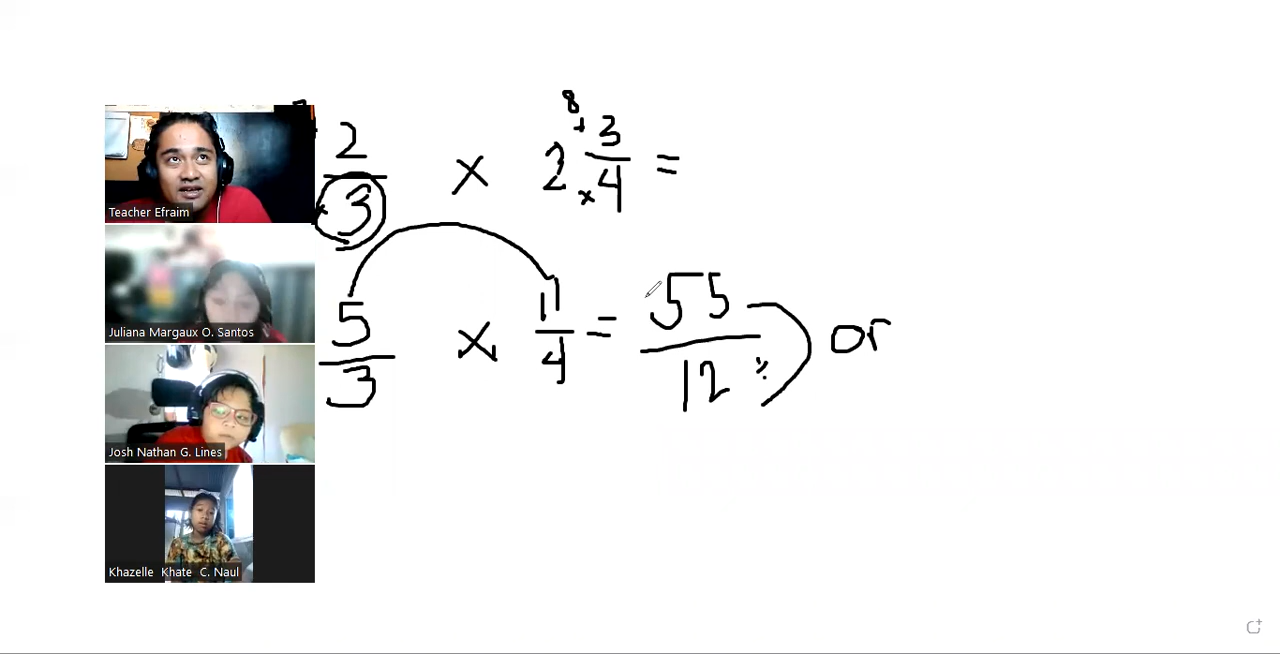 8
2/3 × 2 + 3/× 4 =
5/3 × 11/4 = 55/12 or
Teacher Efraim
Juliana Margaux O. Santos
Josh Nathan G. Lines
Khazelle Khate C. Naul